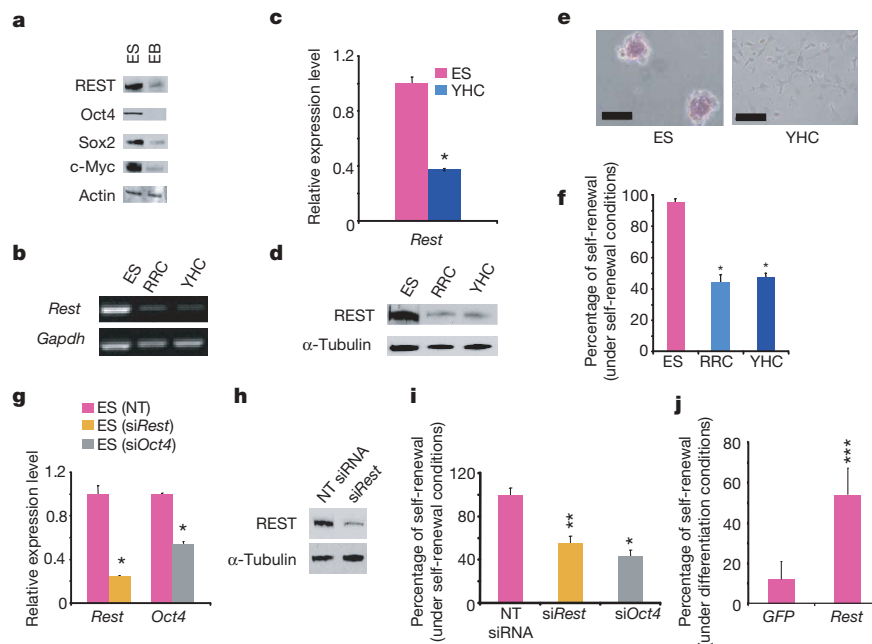 a
ES EB
REST
Oct4
Sox2
c-Myc
Actin
b
ES RRC YHC
Rest
Gapdh
c
Relative expression level
1.2
0.8
0.4
0
ES
YHC
*
Rest
d
ES RRC YHC
REST
α-Tubulin
e
ES YHC
f
Percentage of self-renewal
(under self-renewal conditions)
100
80
60
40
20
0
* *
ES RRC YHC
g
ES (NT)
ES (siRest)
ES (siOct4)
Relative expression level
1.2
0.8
0.4
0
* *
Rest Oct4
h
NT siRNA siRest
REST
α-Tubulin
i
Percentage of self-renewal
(under self-renewal conditions)
120
80
40
0
** *
NT siRNA siRest siOct4
j
Percentage of self-renewal
(under differentiation conditions)
80
60
40
20
0
***
GFP Rest